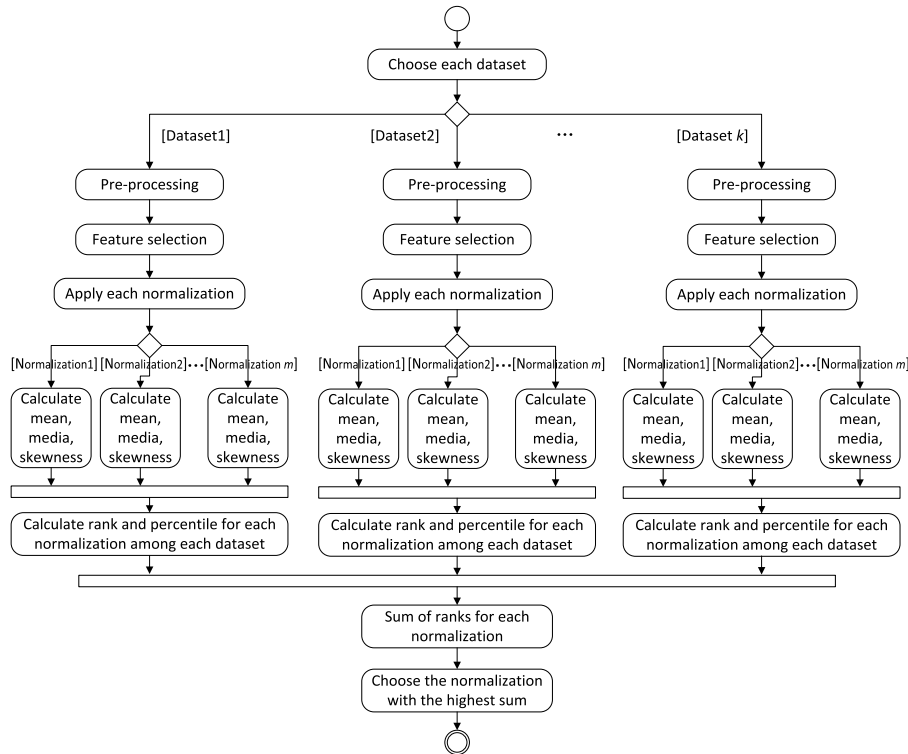 Choose each dataset
[Dataset1]
[Dataset2]
...
[Dataset k]
Pre-processing
Pre-processing
Pre-processing
Feature selection
Feature selection
Feature selection
Apply each normalization
Apply each normalization
Apply each normalization
[Normalization1] [Normalization2]...[Normalization m]
[Normalization1] [Normalization2]...[Normalization m]
[Normalization1] [Normalization2]...[Normalization m]
Calculate
mean,
media,
skewness
Calculate
mean,
media,
skewness
Calculate
mean,
media,
skewness
Calculate
mean,
media,
skewness
Calculate
mean,
media,
skewness
Calculate
mean,
media,
skewness
Calculate
mean,
media,
skewness
Calculate
mean,
media,
skewness
Calculate
mean,
media,
skewness
Calculate rank and percentile for each
normalization among each dataset
Calculate rank and percentile for each
normalization among each dataset
Calculate rank and percentile for each
normalization among each dataset
Sum of ranks for each
normalization
Choose the normalization
with the highest sum